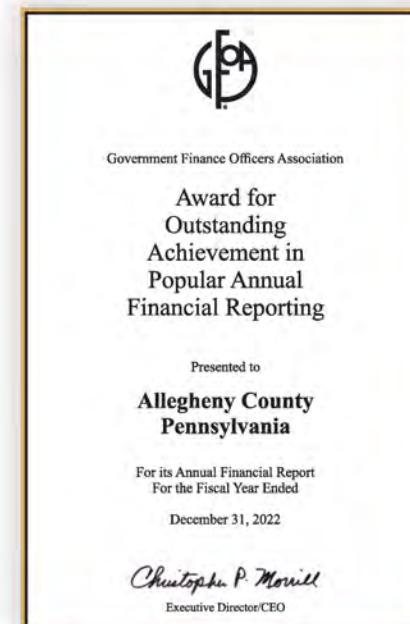 GFOA
Government Finance Officers Association
Award for
Outstanding
Achievement in
Popular Annual
Financial Reporting
Presented to
Allegheny County
Pennsylvania
For its Annual Financial Report
For the Fiscal Year Ended
December 31, 2022
Christopher P. Morrill
Executive Director/CEO